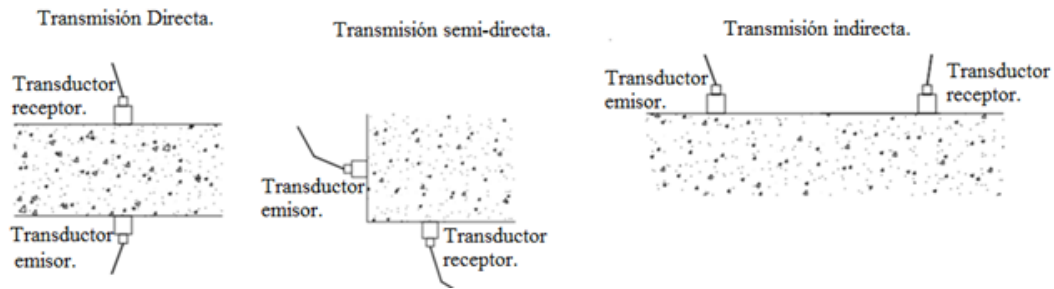 Transmisión Directa.
Transductor
receptor.
Transductor
emisor.
Transmisión semi-directa.
Transductor
emisor.
Transductor
receptor.
Transmisión indirecta.
Transductor
emisor.
Transductor
receptor.